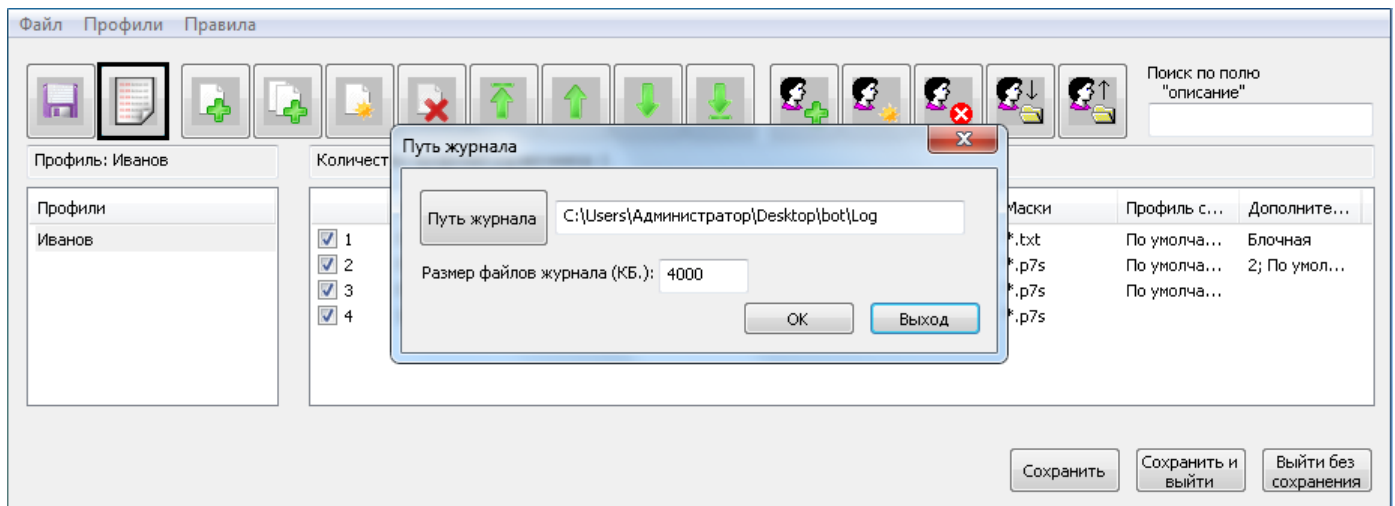 Файл Профили Правила
Поиск по полю
"описание"
Путь журнала
Профиль: Иванов
Количест
Профили
Маски Профиль с... Дополните...
Путь журнала C:\Users\Администратор\Desktop\bot\Log
Иванов
1 *.txt По умолча... Блочная
2 *.p7s По умолча... 2; По умол...
Размер файлов журнала (КБ.): 4000
3 *.p7s По умолча...
4 *.p7s
OK Выход
Сохранить
Сохранить и
выйти
Выйти без
сохранения